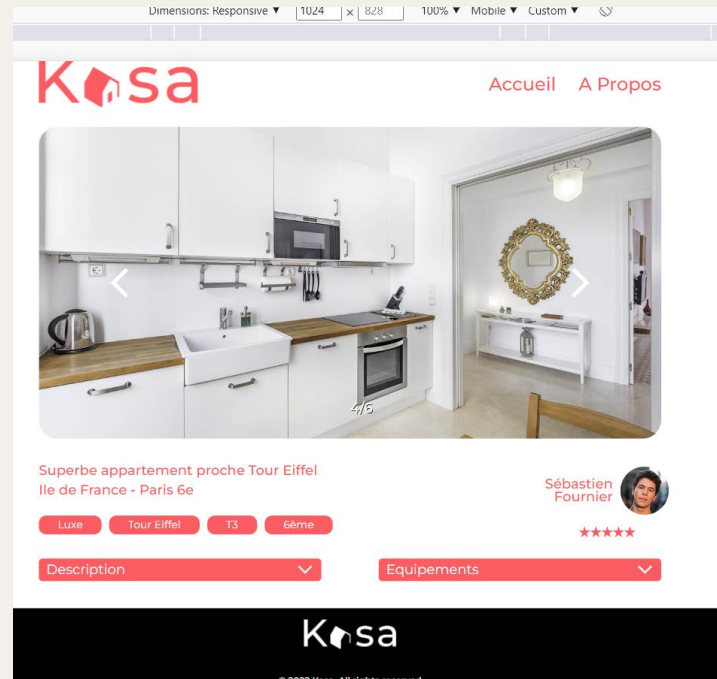 Dimensions: Responsive ▼ 1024 × 828 100% ▼ Mobile ▼ Custom ▼
Kasa
Accueil A Propos
4/6
Superbe appartement proche Tour Eiffel
Ile de France - Paris 6e
Sébastien
Fournier
★★★★★
Luxe Tour Eiffel T3 6ème
Description Equipements
Kasa